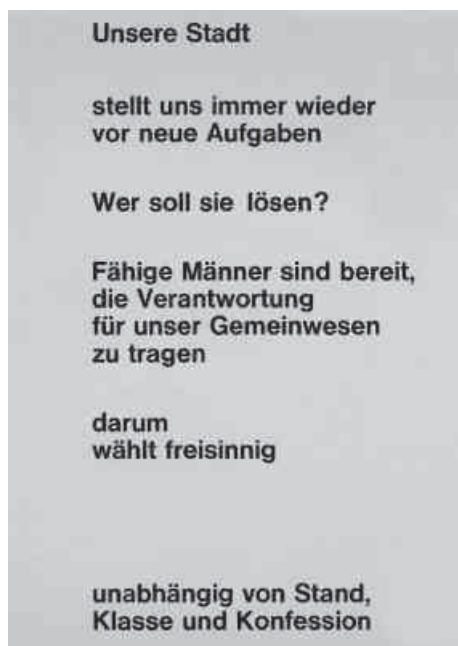 Unsere Stadt
stellt uns immer wieder
vor neue Aufgaben
Wer soll sie lösen?
Fähige Männer sind bereit,
die Verantwortung
für unser Gemeinwesen
zu tragen
darum
wählt freisinnig
unabhängig von Stand,
Klasse und Konfession